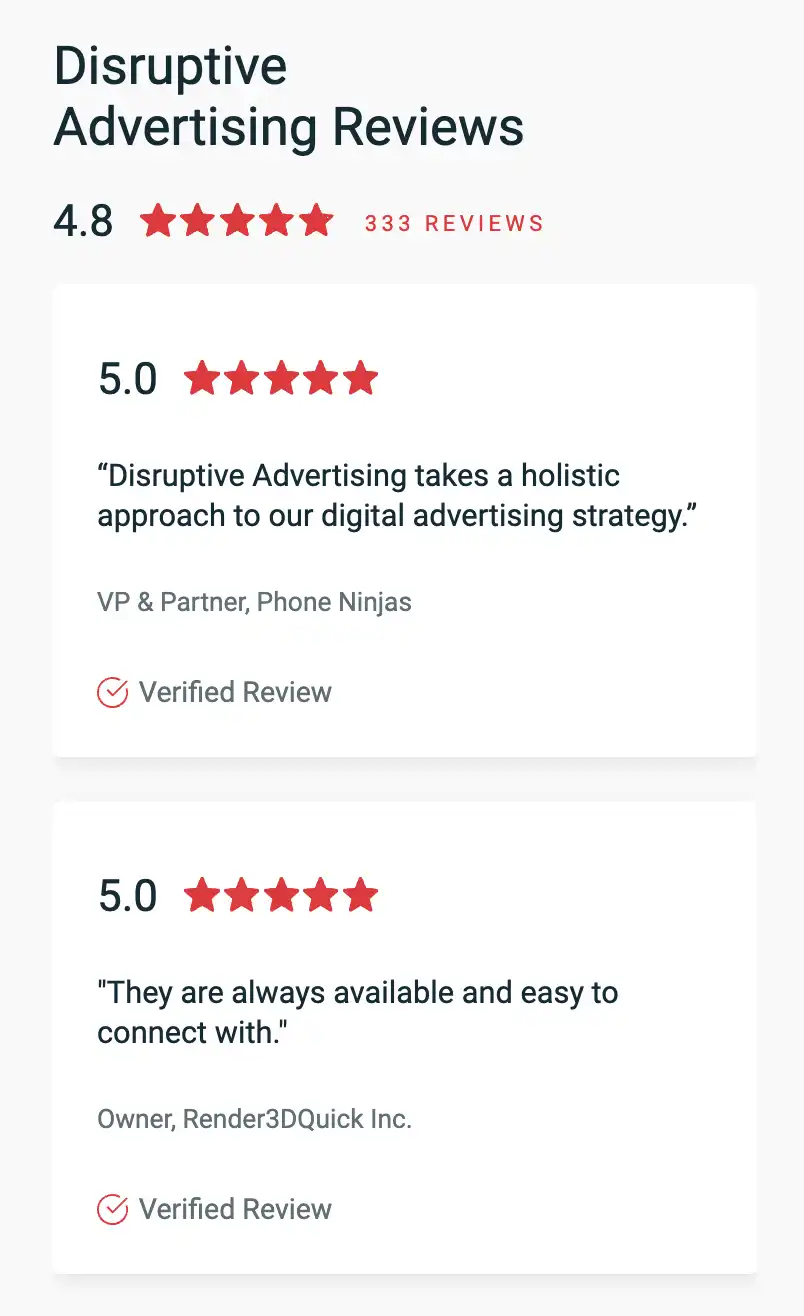 Disruptive
Advertising Reviews
4.8 333 REVIEWS
5.0
“Disruptive Advertising takes a holistic
approach to our digital advertising strategy.”
VP & Partner, Phone Ninjas
Verified Review
5.0
"They are always available and easy to
connect with."
Owner, Render3DQuick Inc.
Verified Review